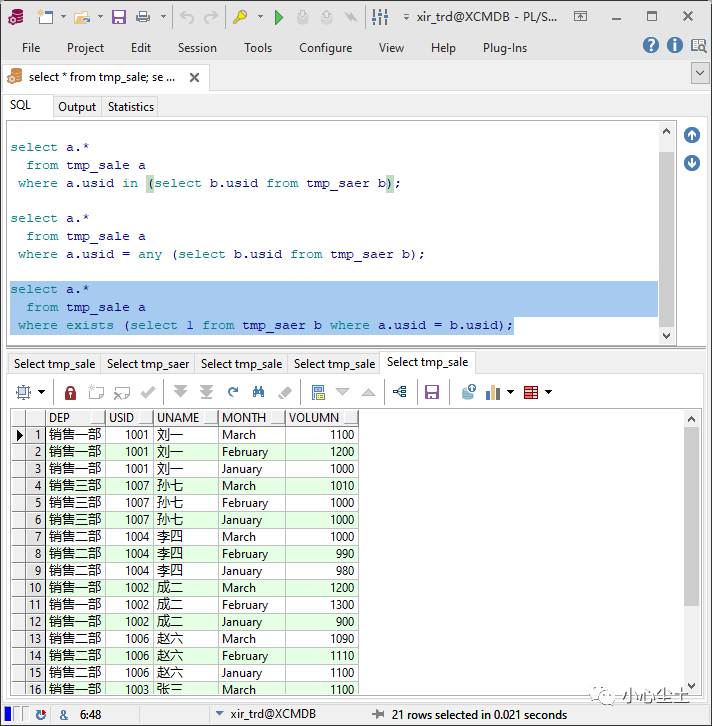 xir_trd@XCMDB - PL/S...
File Project Edit Session Debug Tools Configure View Help Plug-Ins
select * from tmp_sale; se ...
SQL Output Statistics
select a.*
from tmp_sale a
where a.usid in (select b.usid from tmp_saer b);
select a.*
from tmp_sale a
where a.usid = any (select b.usid from tmp_saer b);
select a.*
from tmp_sale a
where exists (select 1 from tmp_saer b where a.usid = b.usid);
Select tmp_sale Select tmp_saer Select tmp_sale Select tmp_sale Select tmp_sale
DEP USID UNAME MONTH VOLUMN
1 销售一部 1001 刘一 March 1100
2 销售一部 1001 刘一 February 1200
3 销售一部 1001 刘一 January 1000
4 销售三部 1007 孙七 March 1010
5 销售三部 1007 孙七 February 1000
6 销售三部 1007 孙七 January 1000
7 销售二部 1004 李四 March 1000
8 销售二部 1004 李四 February 990
9 销售二部 1004 李四 January 980
10 销售一部 1002 成二 March 1200
11 销售一部 1002 成二 February 1300
12 销售一部 1002 成二 January 900
13 销售二部 1006 赵六 March 1090
14 销售二部 1006 赵六 February 1110
15 销售二部 1006 赵六 January 1100
16 销售一部 1003 张三 March 1100
小心尘土
& 6:48 xir_trd@XCMDB 21 rows selected in 0.021 seconds